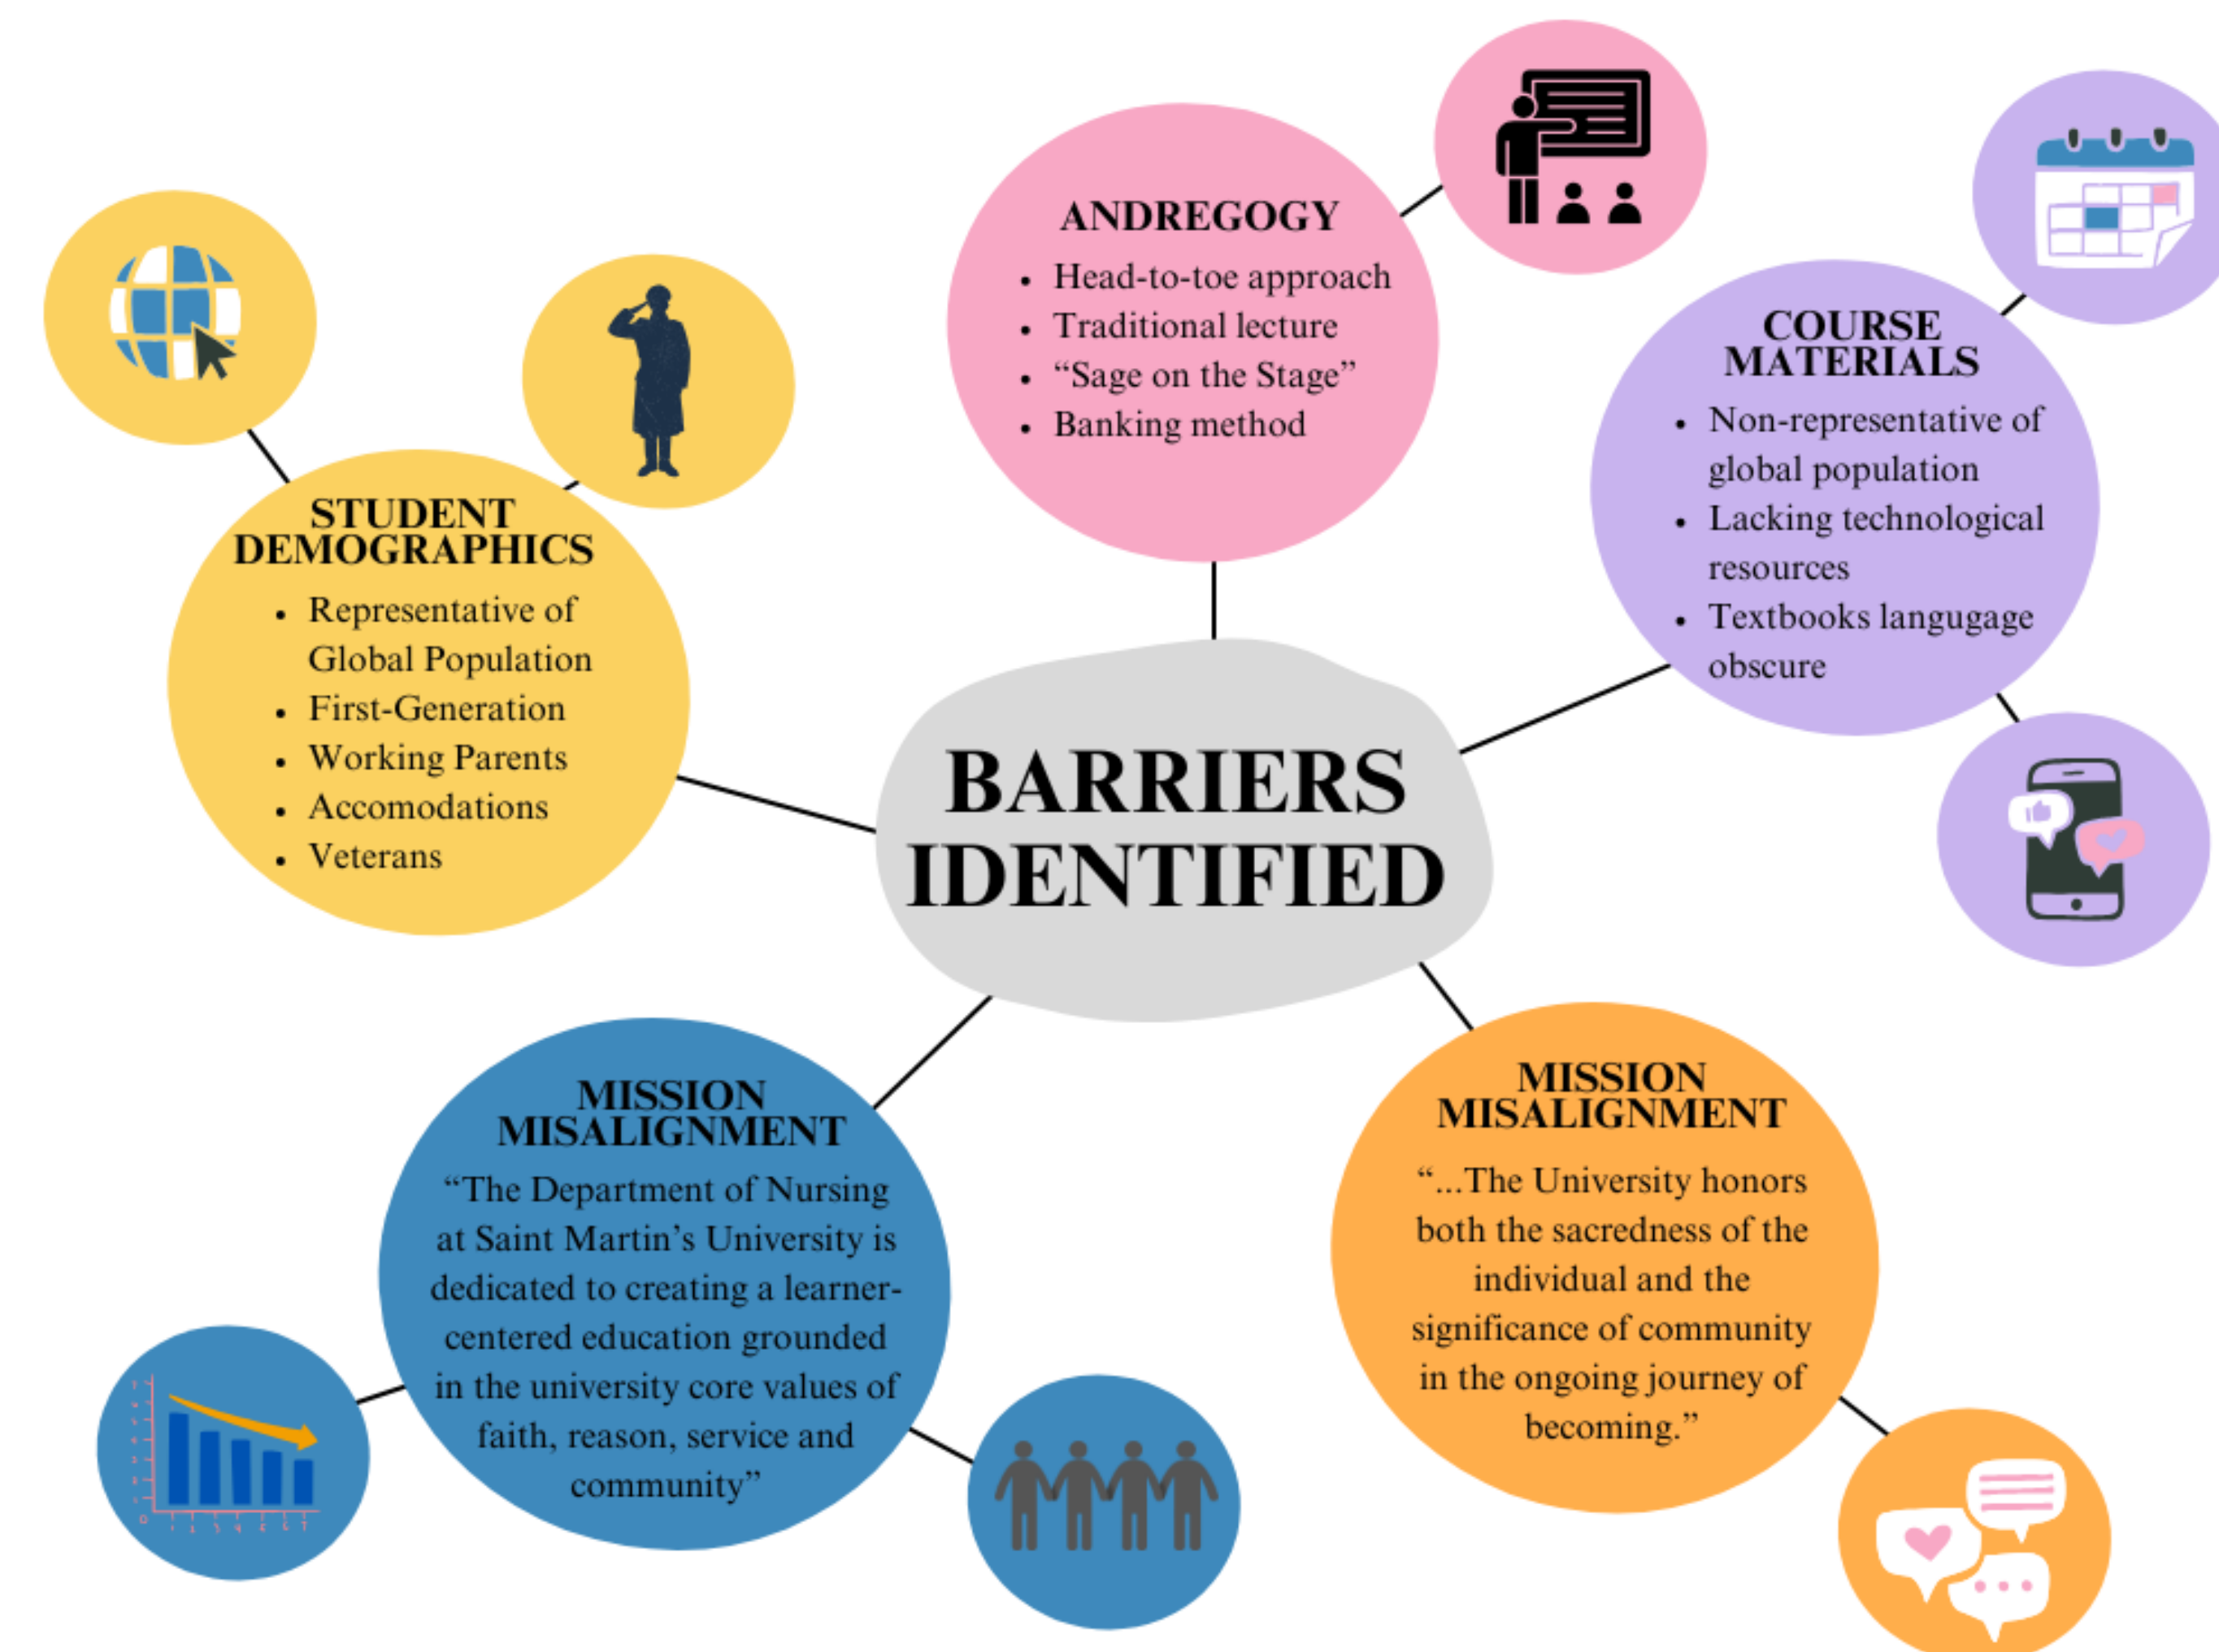 ANDREGOGY
• Head-to-toe approach
• Traditional lecture
• “Sage on the Stage”
• Banking method
COURSE
MATERIALS
• Non-representative of
global population
• Lacking technological
resources
• Textbooks langugage
obscure
STUDENT
DEMOGRAPHICS
• Representative of
Global Population
• First-Generation
• Working Parents
• Accomodations
• Veterans
BARRIERS
IDENTIFIED
MISSION
MISALIGNMENT
“The Department of Nursing
at Saint Martin’s University is
dedicated to creating a learner-
centered education grounded
in the university core values of
faith, reason, service and
community”
MISSION
MISALIGNMENT
“...The University honors
both the sacredness of the
individual and the
significance of community
in the ongoing journey of
becoming.”